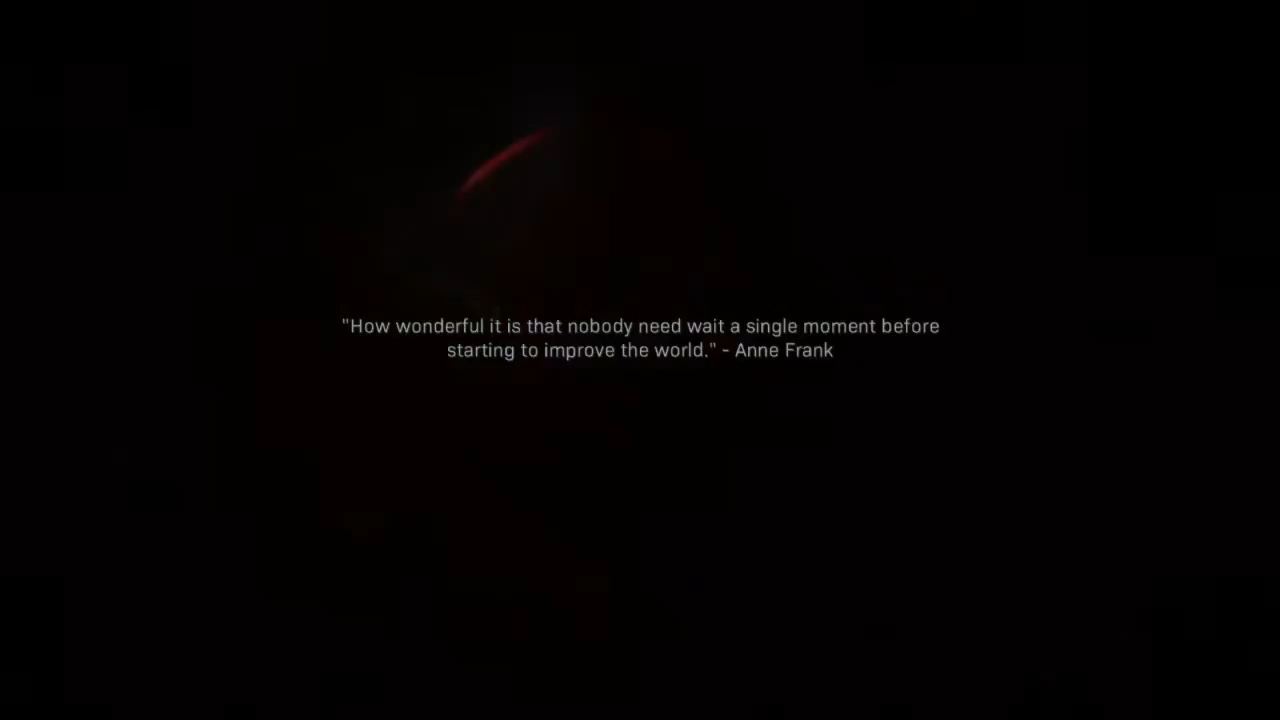 "How wonderful it is that nobody need wait a single moment before
starting to improve the world." - Anne Frank